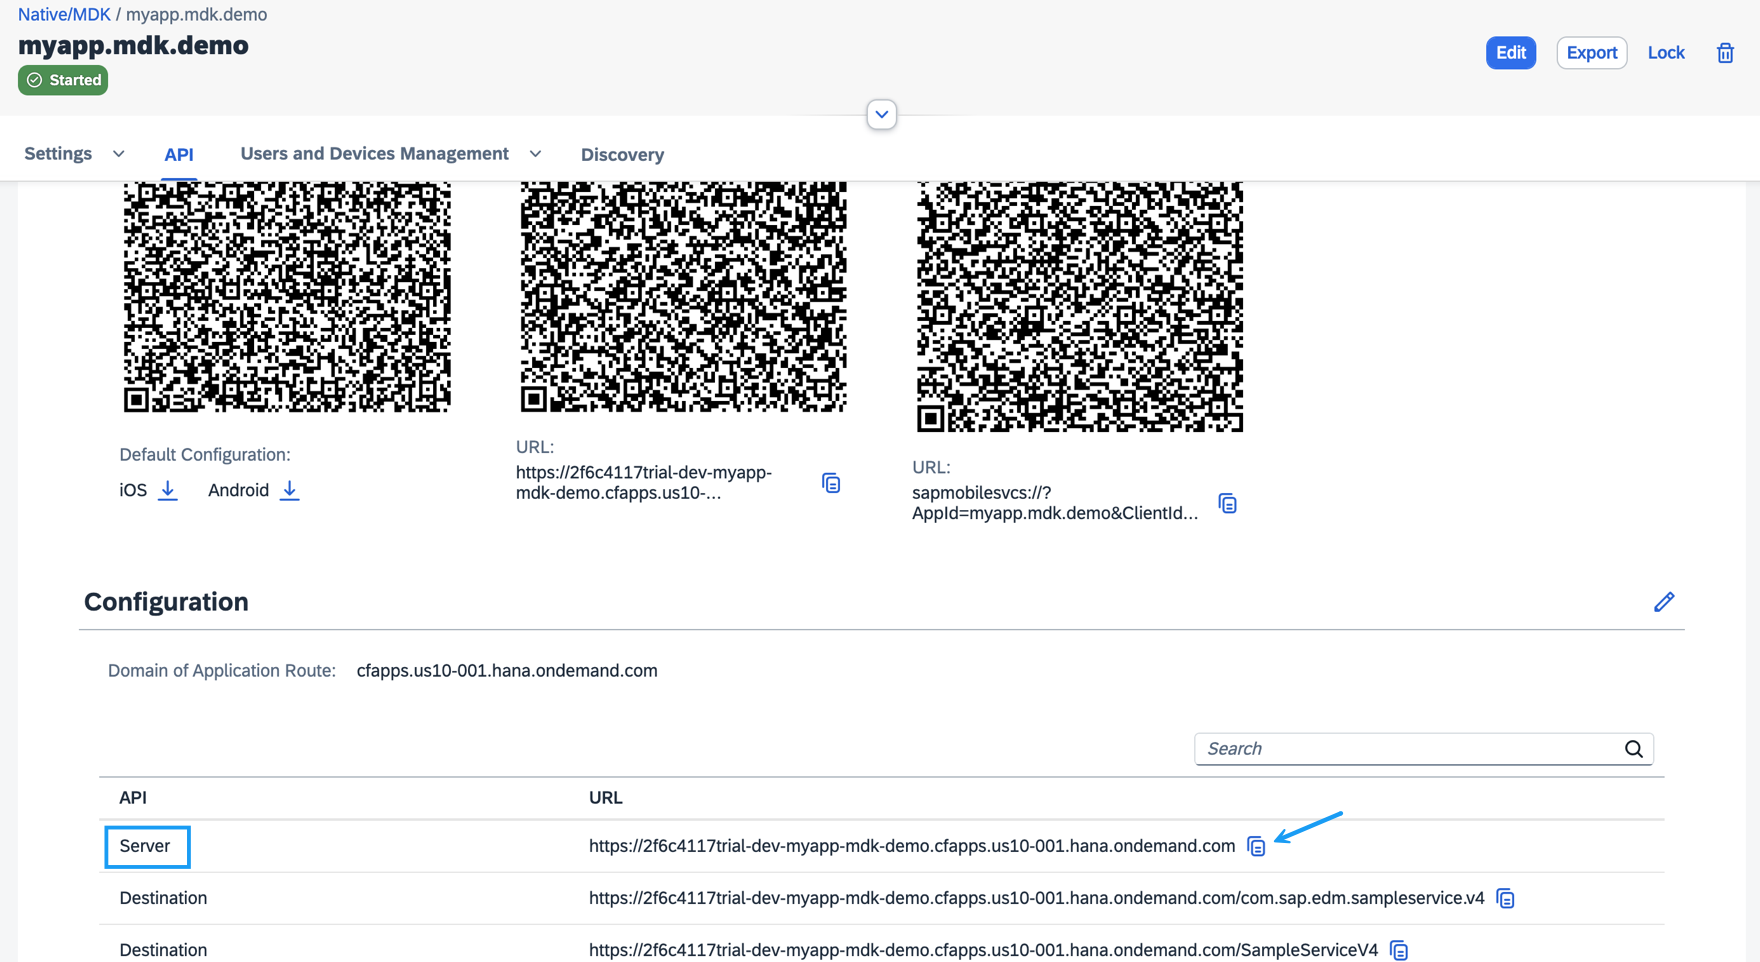 Native/MDK / myapp.mdk.demo
myapp.mdk.demo
Started
Edit
Export
Lock
Settings
API
Users and Devices Management
Discovery
Default Configuration:
iOS
Android
URL:
https://2f6c4117trial-dev-myapp-
mdk-demo.cfapps.us10-...
URL:
sapmobilesvcs://?
AppId=myapp.mdk.demo&ClientId...
Configuration
Domain of Application Route: cfapps.us10-001.hana.ondemand.com
Search
API URL
Server https://2f6c4117trial-dev-myapp-mdk-demo.cfapps.us10-001.hana.ondemand.com
Destination https://2f6c4117trial-dev-myapp-mdk-demo.cfapps.us10-001.hana.ondemand.com/com.sap.edm.sampleservice.v4
Destination https://2f6c4117trial-dev-myapp-mdk-demo.cfapps.us10-001.hana.ondemand.com/SampleServiceV4